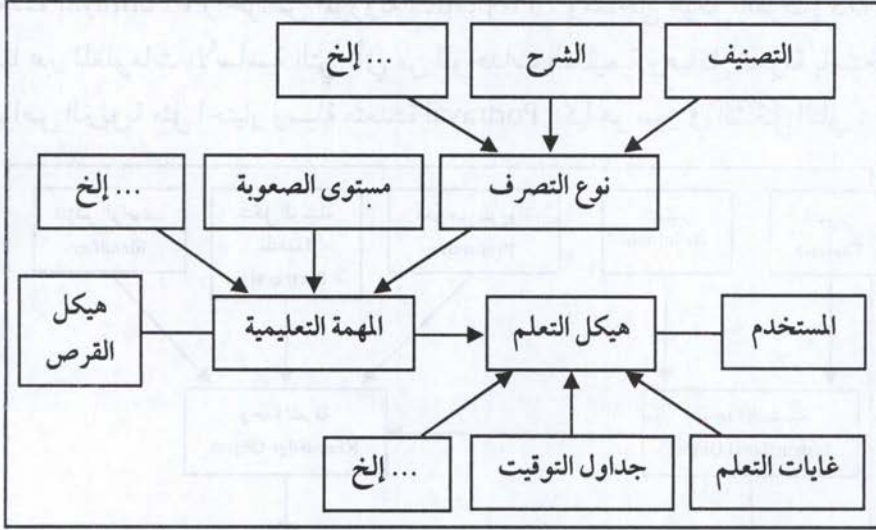 التصنيف
الشرح
... إلخ
نوع التصرف
مستوى الصعوبة
... إلخ
المستخدم
هيكل التعلم
المهمة التعليمية
هيكل
القرص
غايات التعلم
جداول التوقيت
... إلخ